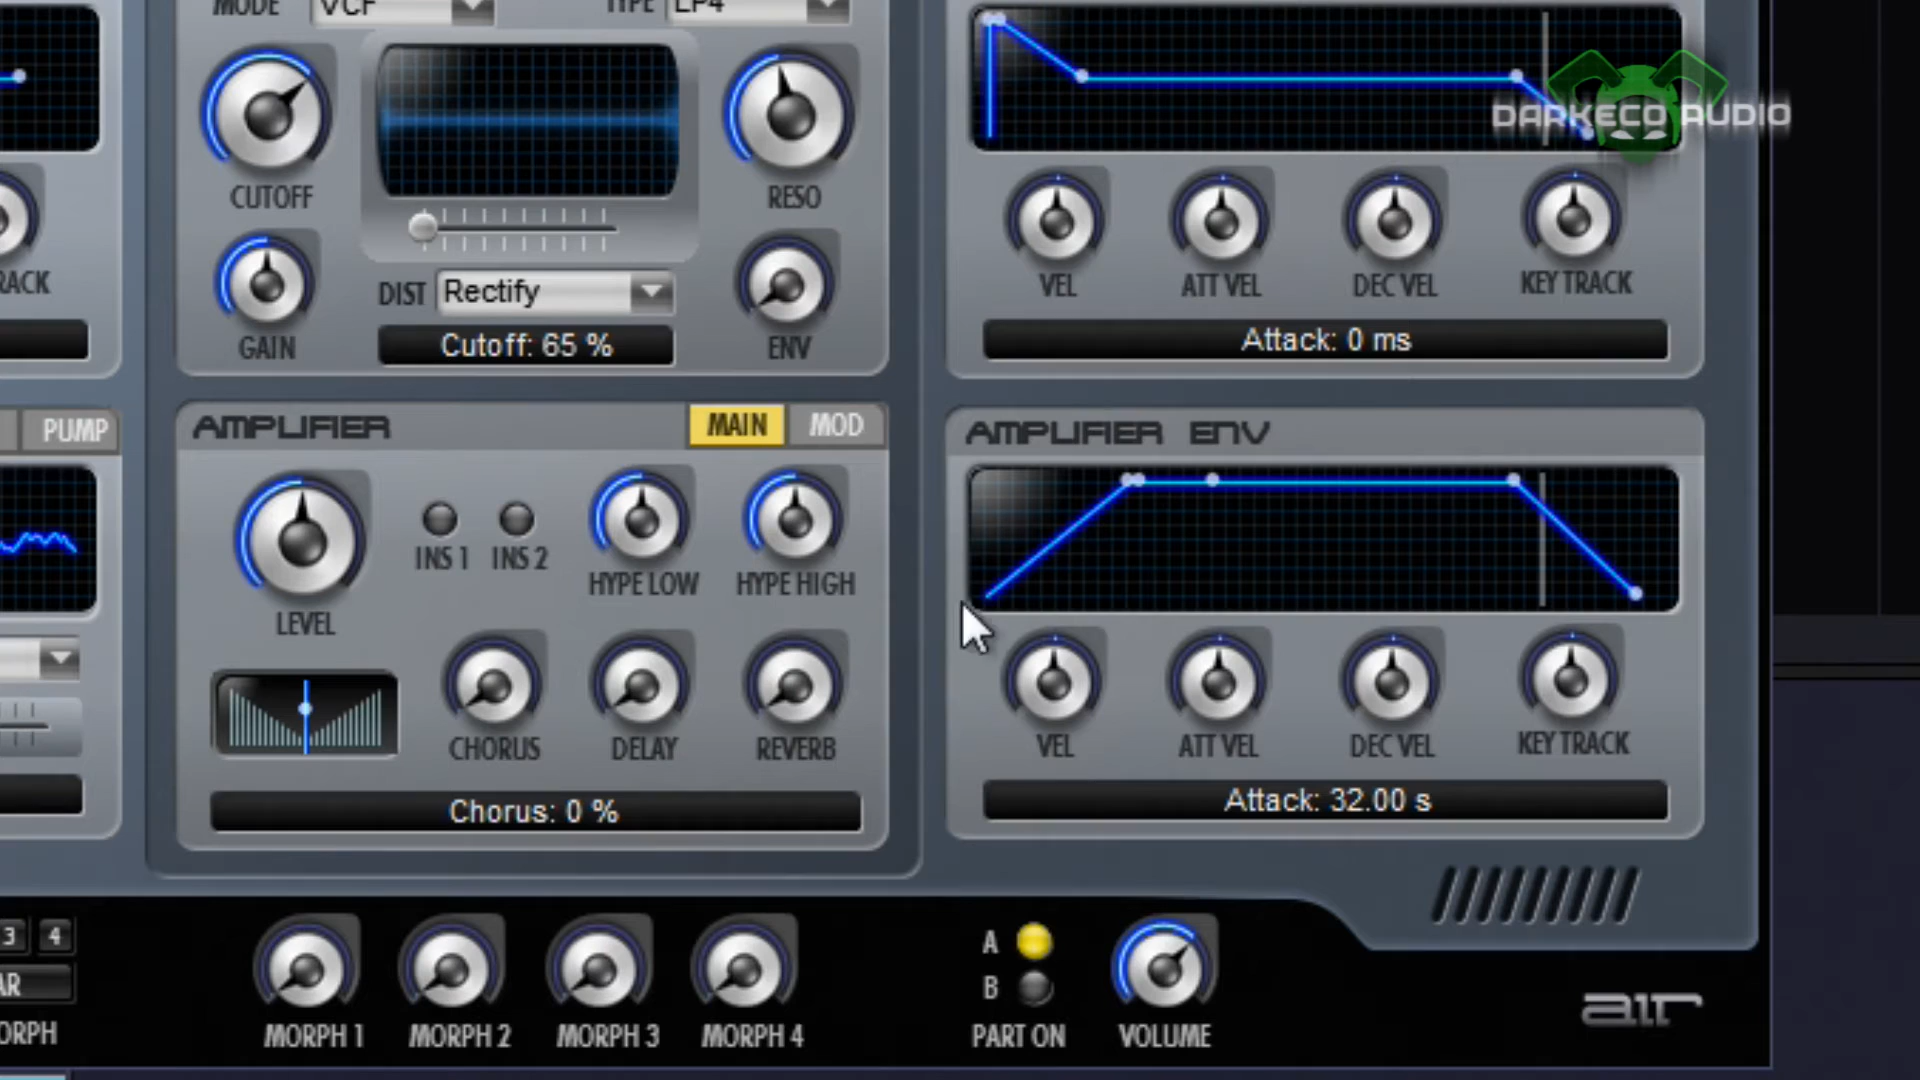 MODE VCF
TYPE LP4
DARKECO AUDIO
CUTOFF
RESO
VEL
ATT VEL
DEC VEL
KEY TRACK
RACK
DIST Rectify
GAIN
Cutoff: 65 %
ENV
Attack: 0 ms
PUMP
AMPLIFIER
MAIN
MOD
AMPLIFIER ENV
INS 1
INS 2
HYPE LOW
HYPE HIGH
LEVEL
CHORUS
DELAY
REVERB
VEL
ATT VEL
DEC VEL
KEY TRACK
Chorus: 0 %
Attack: 32.00 s
3
4
AR
ORPH
MORPH 1
MORPH 2
MORPH 3
MORPH 4
A
B
PART ON
VOLUME
air